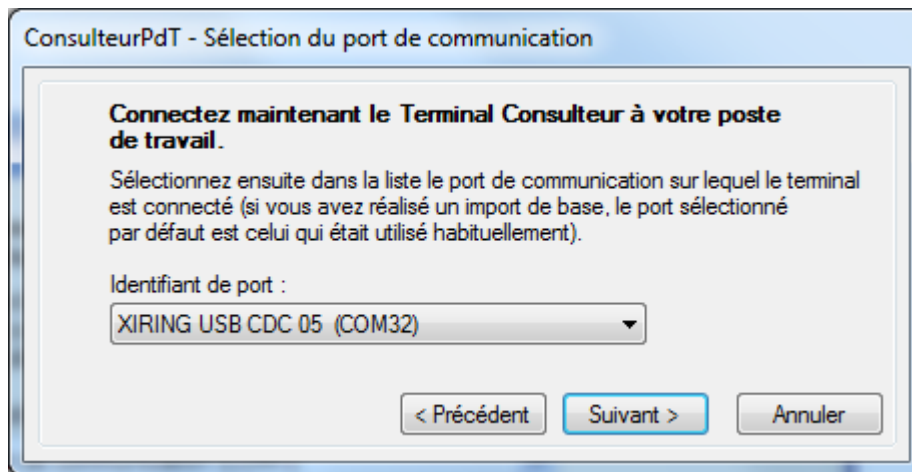 ConsulteurPdT - Sélection du port de communication
Connectez maintenant le Terminal Consulteur à votre poste
de travail.
Sélectionnez ensuite dans la liste le port de communication sur lequel le terminal
est connecté (si vous avez réalisé un import de base, le port sélectionné
par défaut est celui qui était utilisé habituellement).
Identifiant de port :
XIRING USB CDC 05  (COM32)
< Précédent
Suivant >
Annuler